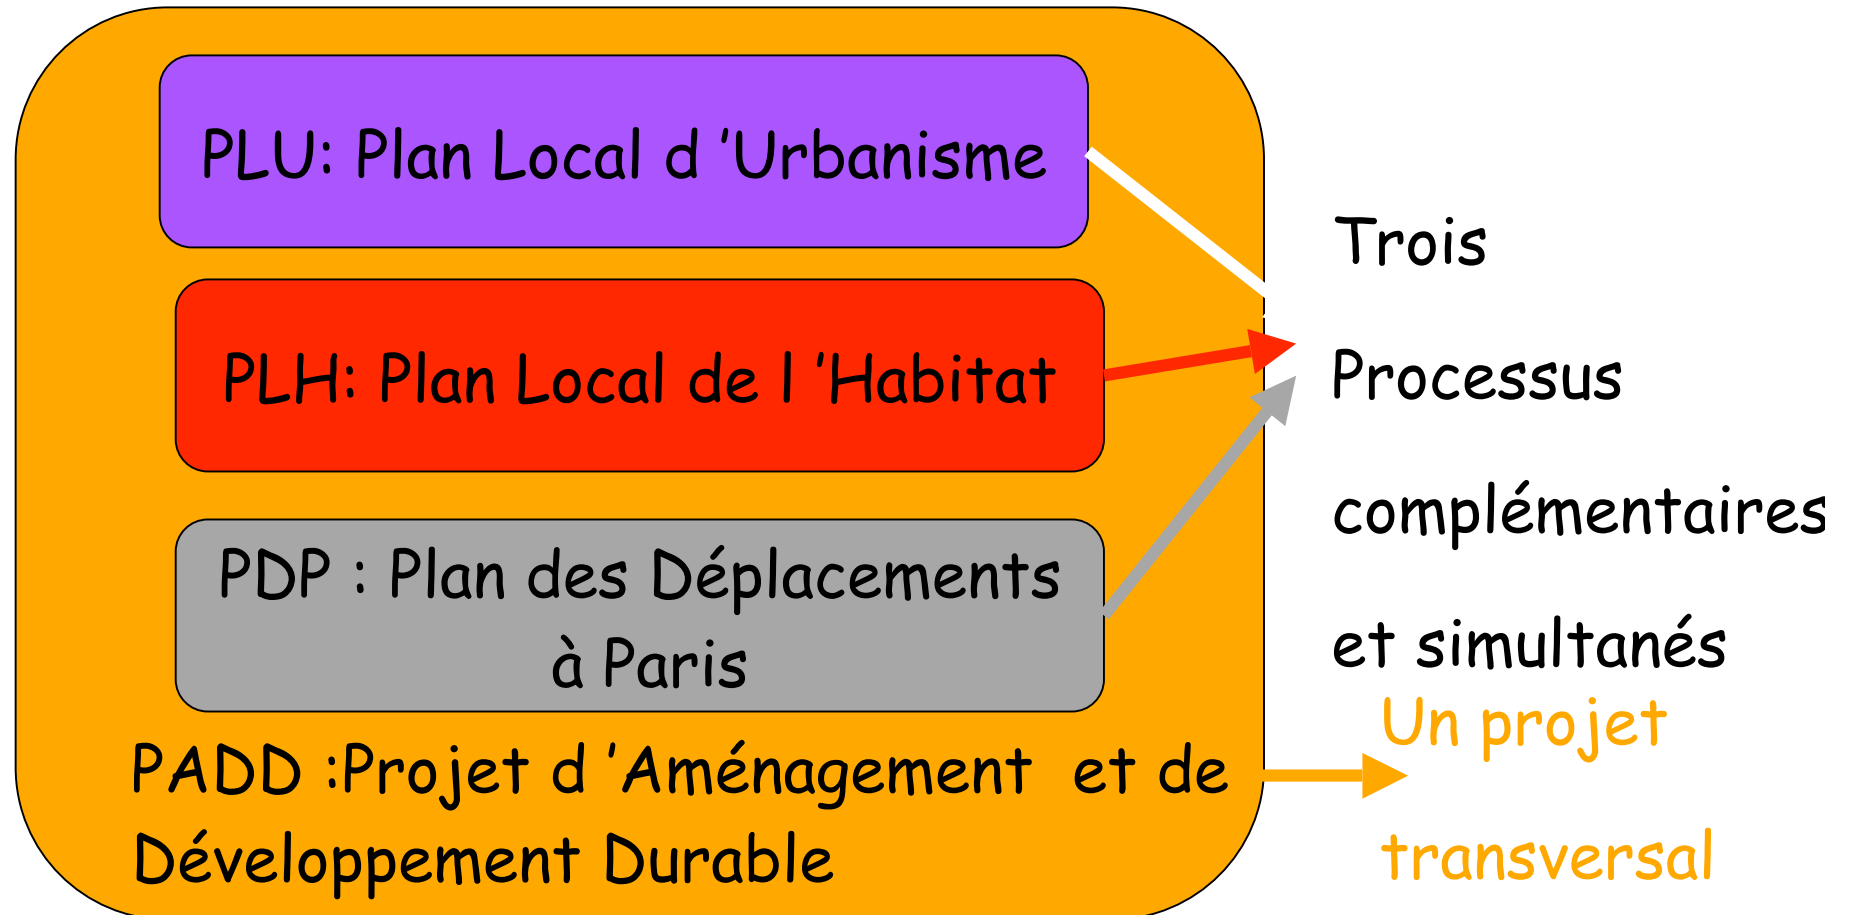 PLU: Plan Local d ’Urbanisme
PLH: Plan Local de l ’Habitat
PDP : Plan des Déplacements
à Paris
PADD :Projet d ’Aménagement et de
Développement Durable
Trois
Processus
complémentaires
et simultanés
Un projet
transversal